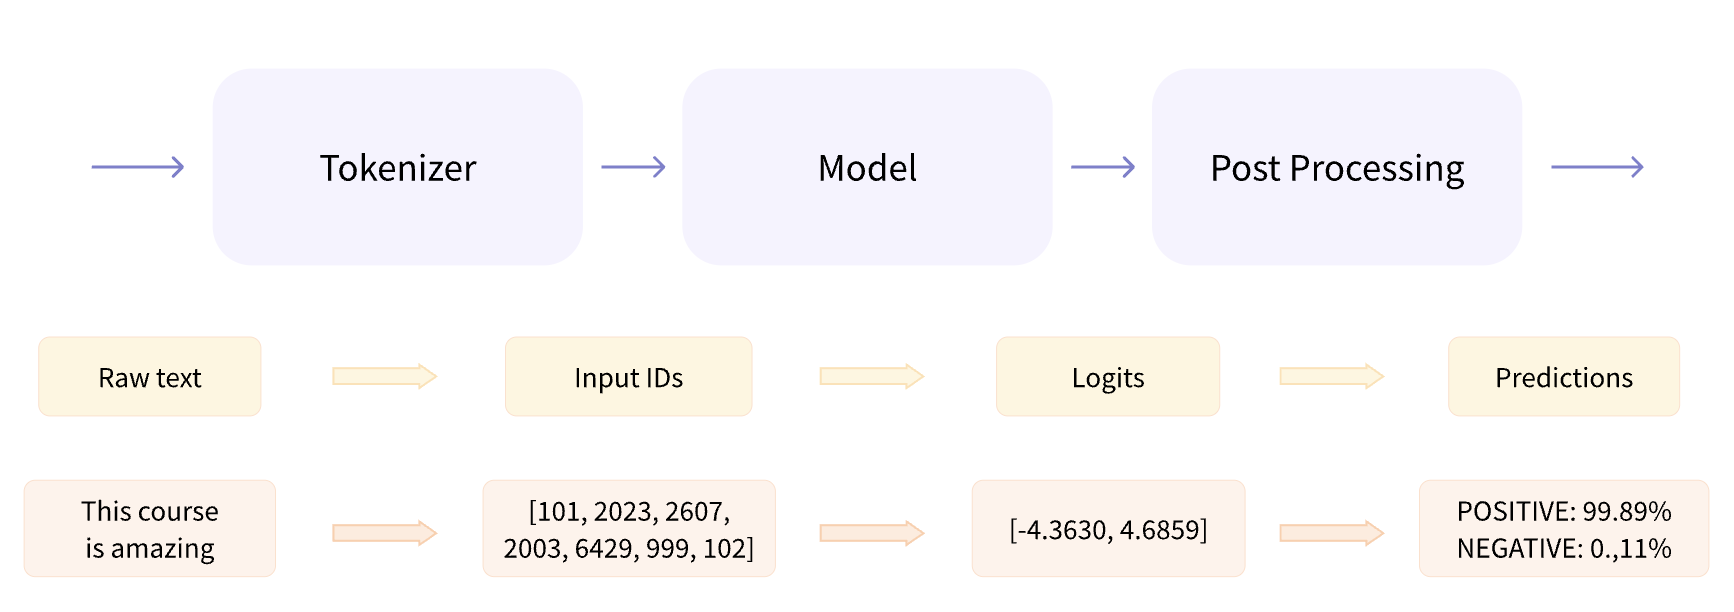 Tokenizer
Model
Post Processing
Raw text
Input IDs
Logits
Predictions
This course
is amazing
[101, 2023, 2607,
2003, 6429, 999, 102]
[-4.3630, 4.6859]
POSITIVE: 99.89%
NEGATIVE: 0.,11%